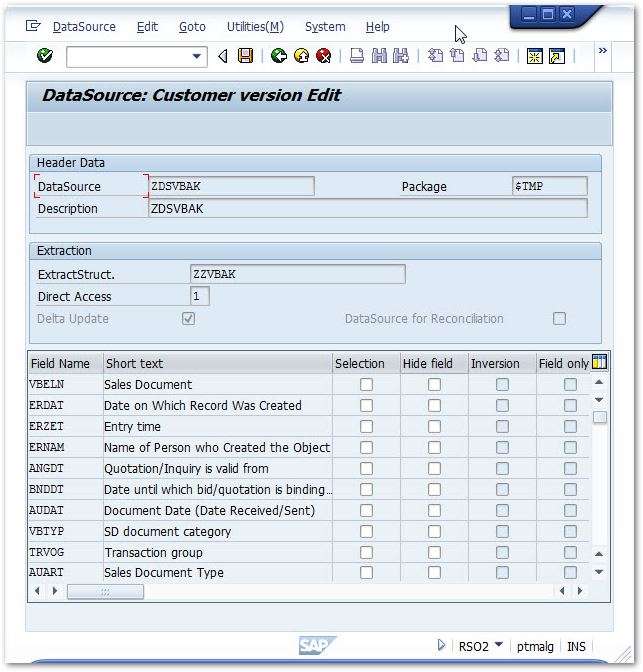 DataSource Edit Goto Utilities(M) System Help
»
DataSource: Customer version Edit
Header Data
DataSource ZDSVBAK Package $TMP
Description ZDSVBAK
Extraction
ExtractStruct. ZZVBAK
Direct Access 1
Delta Update DataSource for Reconciliation
Field Name Short text Selection Hide field Inversion Field only
VBELN Sales Document
ERDAT Date on Which Record Was Created
ERZET Entry time
ERNAM Name of Person who Created the Object
ANGDT Quotation/Inquiry is valid from
BNDDT Date until which bid/quotation is binding...
AUDAT Document Date (Date Received/Sent)
VBTYP SD document category
TRVOG Transaction group
AUART Sales Document Type
SAP RSO2 ptmalg INS